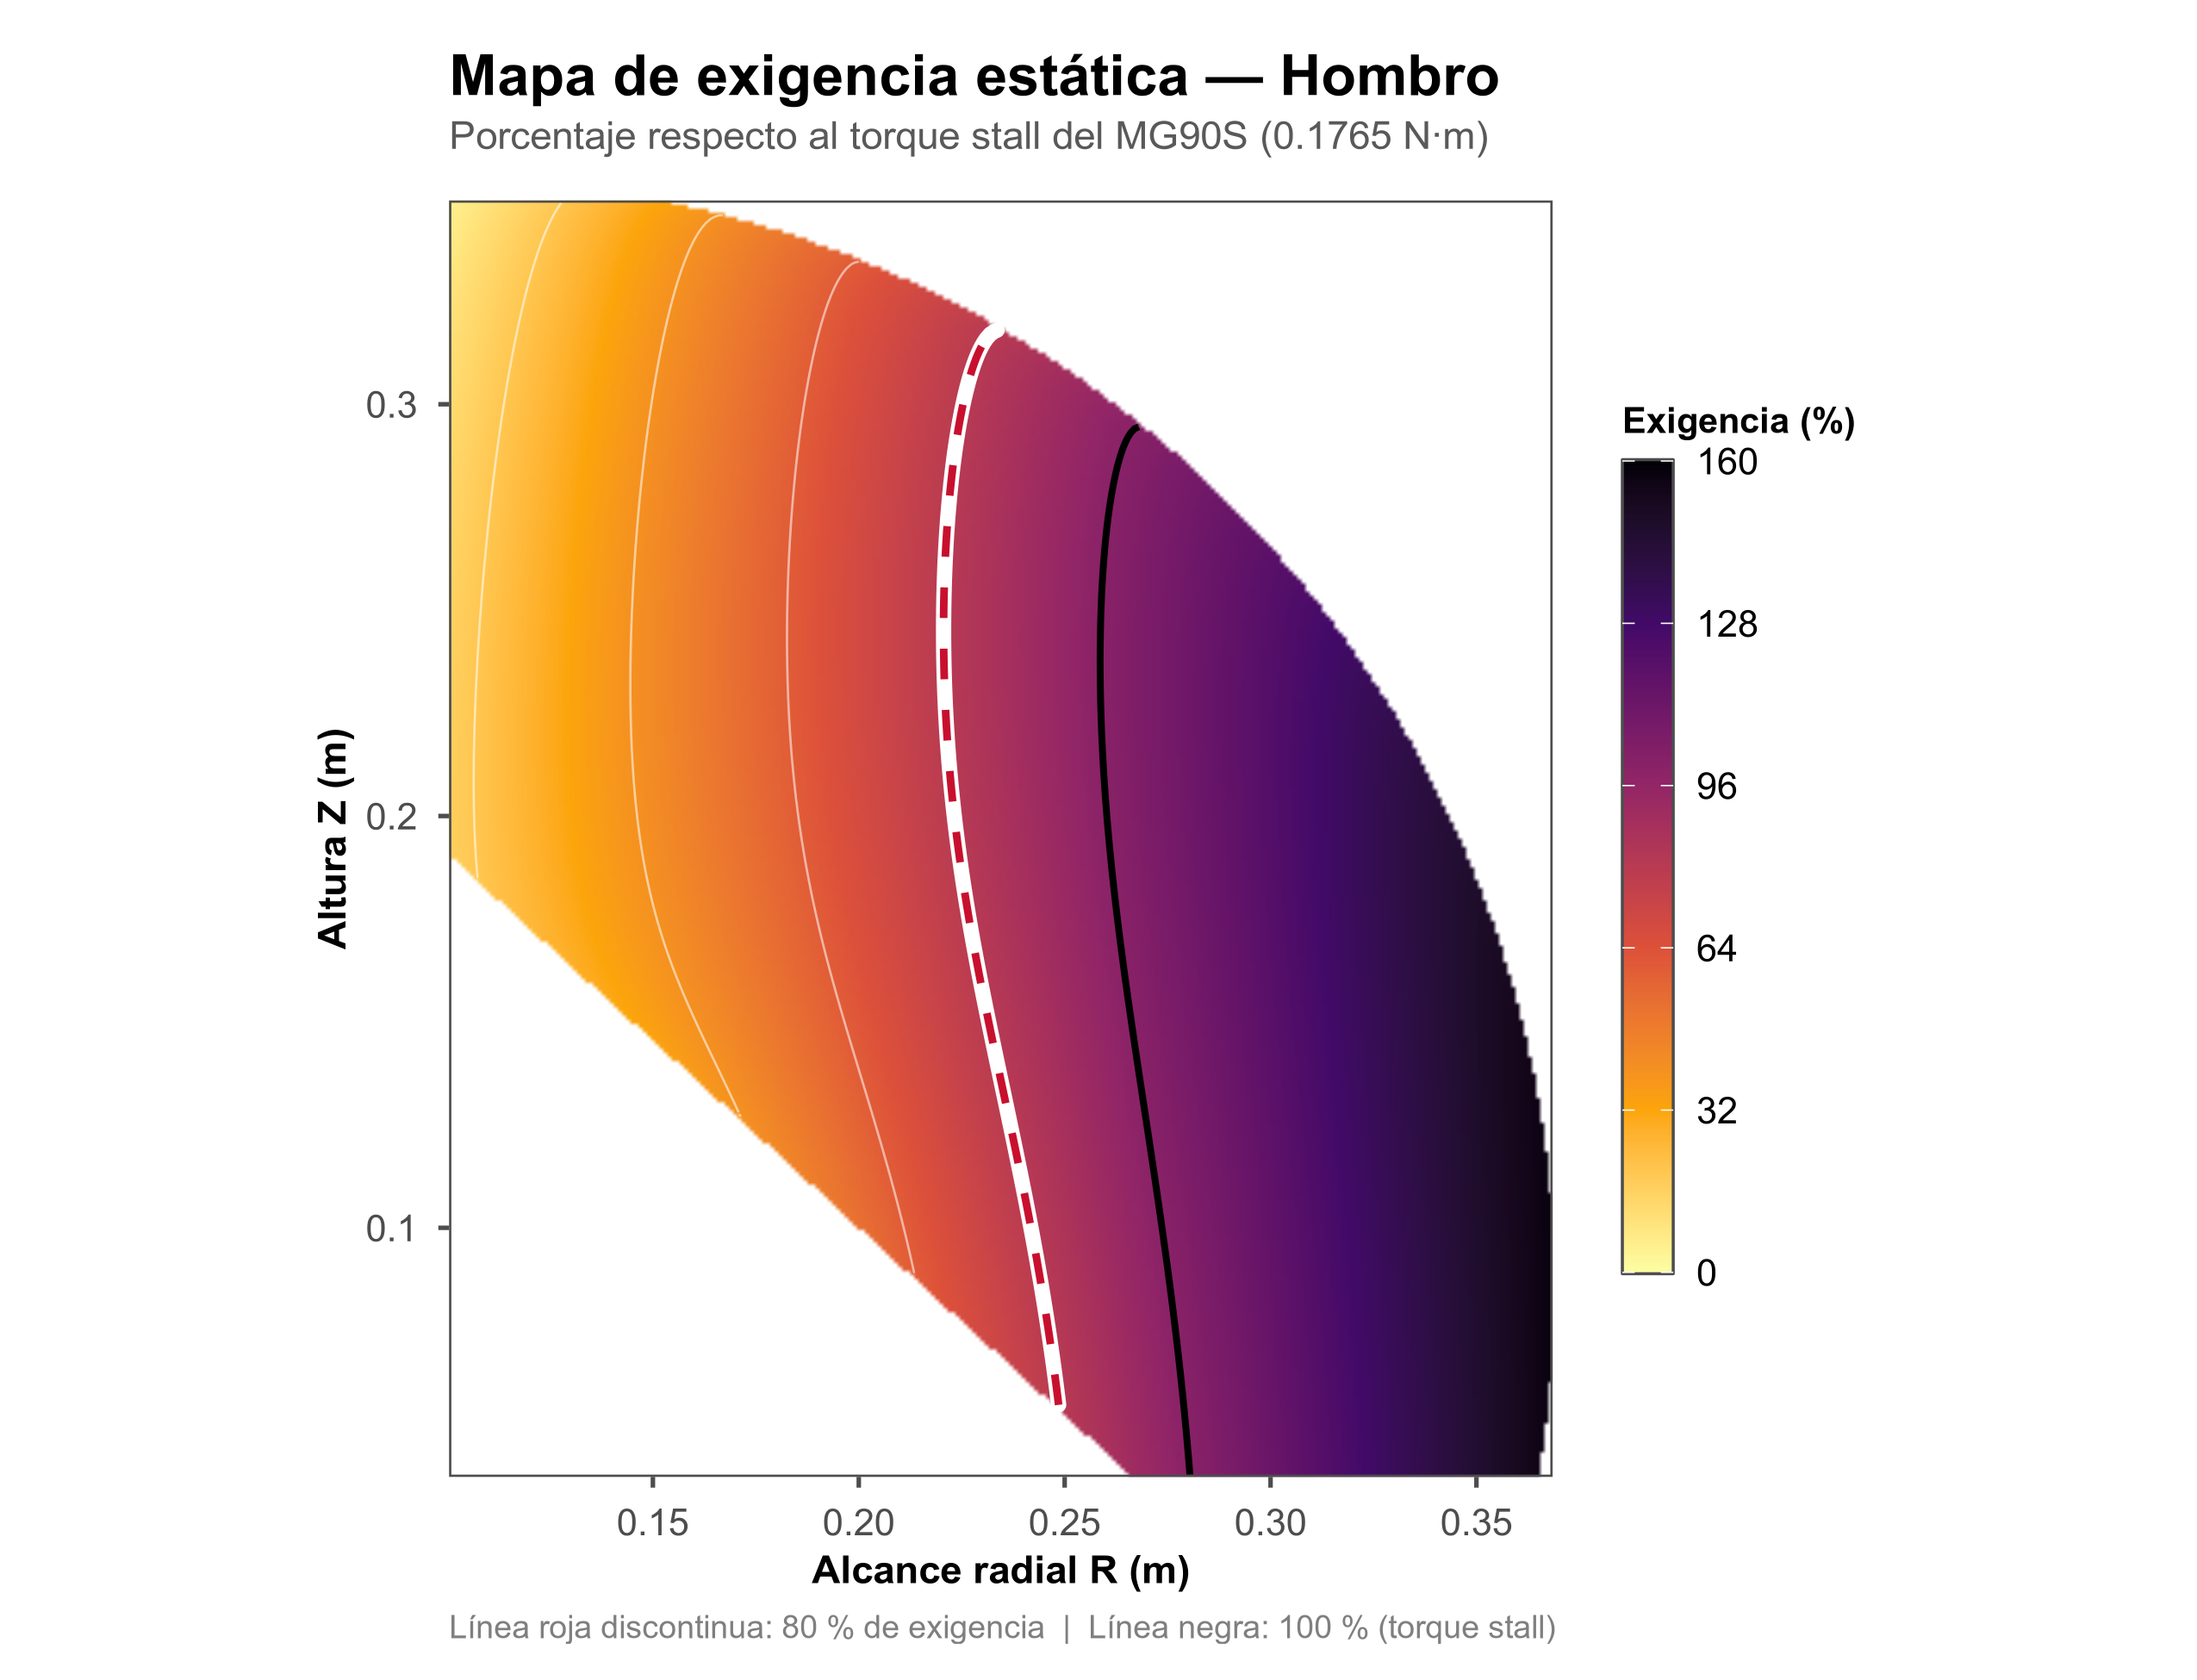 Mapa de exigencia estática — Hombro
Porcentaje respecto al torque stall del MG90S (0.1765 N·m)
Altura Z (m)
0.3
0.2
0.1
0.15
0.20
0.25
0.30
0.35
Alcance radial R (m)
Exigencia (%)
160
128
96
64
32
0
Línea roja discontinua: 80 % de exigencia | Línea negra: 100 % (torque stall)